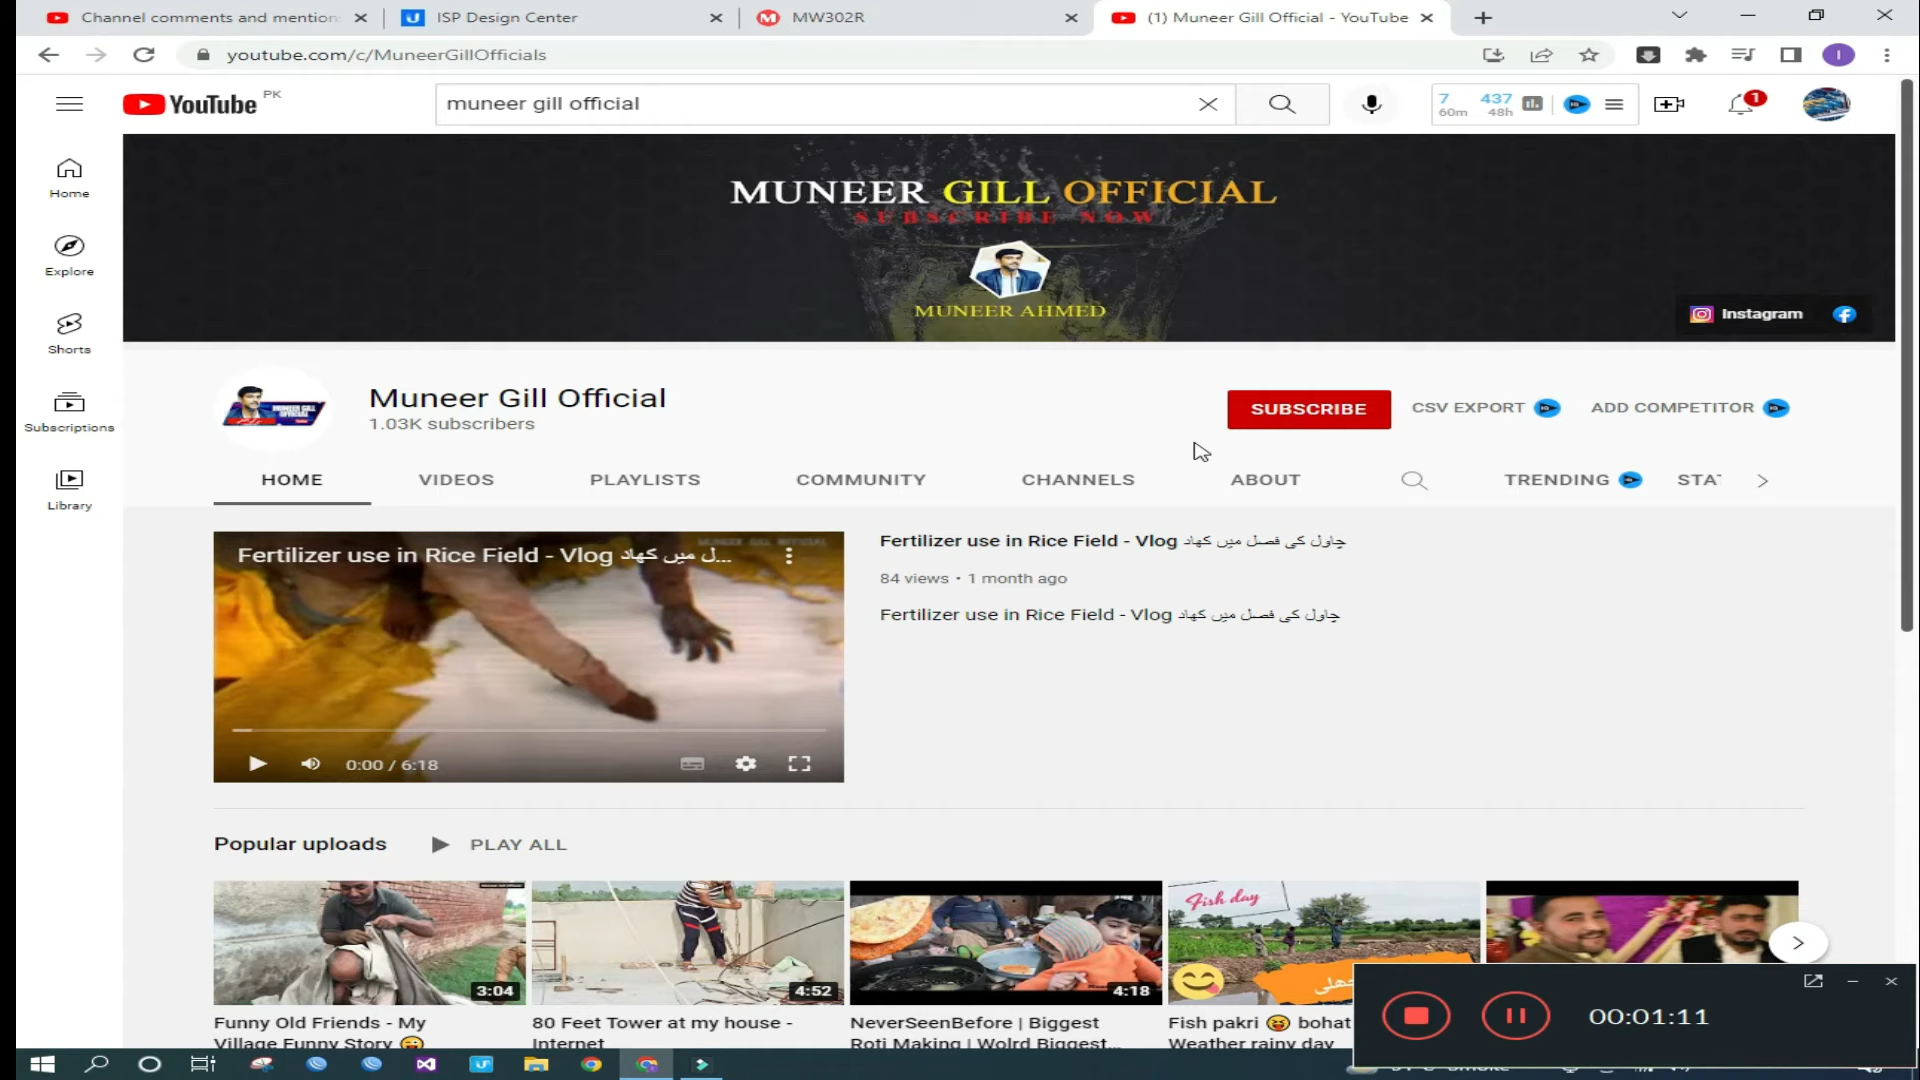 Channel comments and mention
ISP Design Center
MW302R
(1) Muneer Gill Official - YouTube
youtube.com/c/MuneerGillOfficials
YouTube PK
muneer gill official
7 60m 437 48h
1
Home
Explore
Shorts
Subscriptions
Library
MUNEER GILL OFFICIAL
SUBSCRIBE NOW
MUNEER AHMED
Instagram
Muneer Gill Official
1.03K subscribers
SUBSCRIBE
CSV EXPORT
ADD COMPETITOR
HOME
VIDEOS
PLAYLISTS
COMMUNITY
CHANNELS
ABOUT
TRENDING
STAT
Fertilizer use in Rice Field - Vlog ل میں کھاد...
0:00 / 6:18
Fertilizer use in Rice Field - Vlog چاول کی فصل میں کھاد
84 views • 1 month ago
Fertilizer use in Rice Field - Vlog چاول کی فصل میں کھاد
Popular uploads
PLAY ALL
3:04
4:52
4:18
Fish day
Funny Old Friends - My
Village Funny Story 😜
80 Feet Tower at my house -
Internet
NeverSeenBefore | Biggest
Roti Making | Wolrd Biggest...
Fish pakri 😝 bohat
Weather rainy day
00:01:11